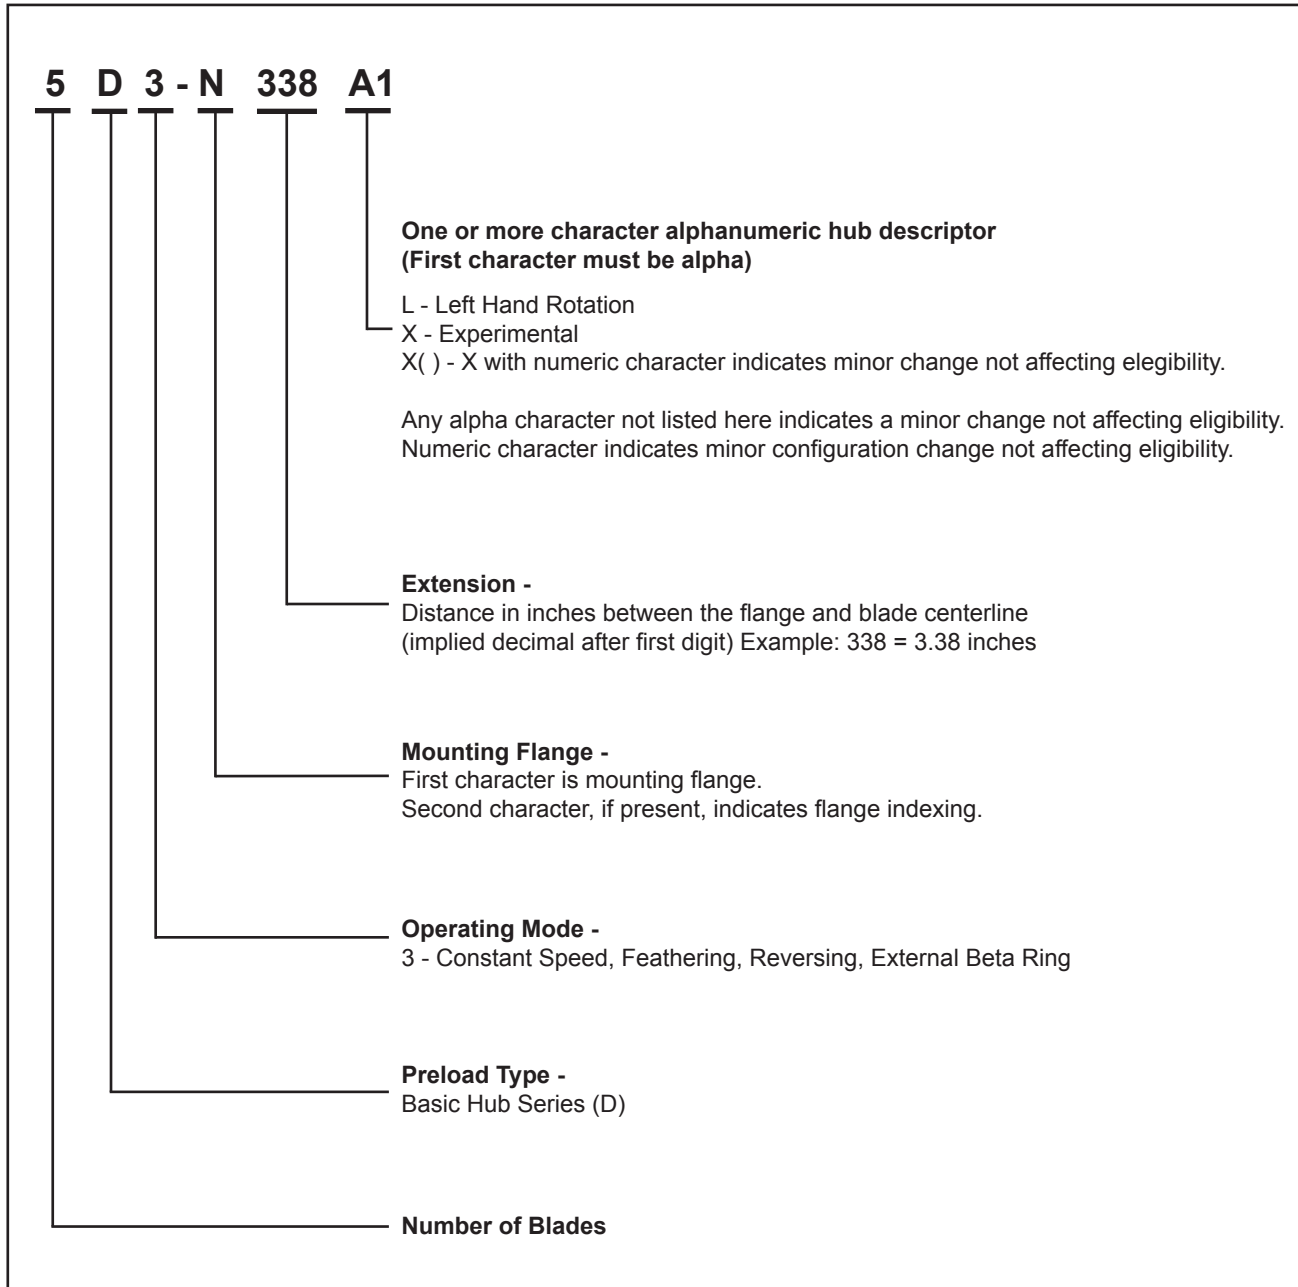 5 D 3 - N 338 A1
One or more character alphanumeric hub descriptor
(First character must be alpha)
L - Left Hand Rotation
X - Experimental
X( ) - X with numeric character indicates minor change not affecting elegibility.
Any alpha character not listed here indicates a minor change not affecting eligibility.
Numeric character indicates minor configuration change not affecting eligibility.
Extension -
Distance in inches between the flange and blade centerline
(implied decimal after first digit) Example: 338 = 3.38 inches
Mounting Flange -
First character is mounting flange.
Second character, if present, indicates flange indexing.
Operating Mode -
3 - Constant Speed, Feathering, Reversing, External Beta Ring
Preload Type -
Basic Hub Series (D)
Number of Blades